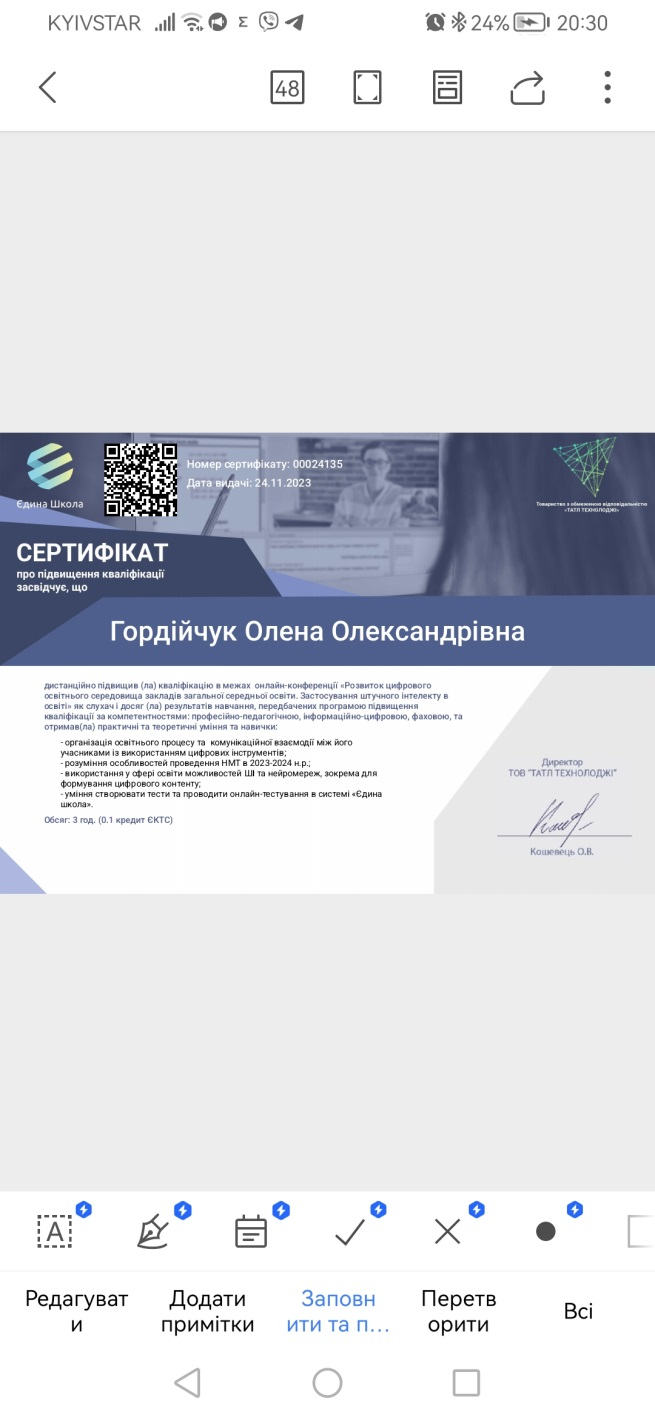 KYIVSTAR 24% 20:30
48
Номер сертифікату: 00024135
Дата видачі: 24.11.2023
Єдина Школа
Товариство з обмеженою відповідальністю
«ТАТЛ ТЕХНОЛОДЖІ»
СЕРТИФІКАТ
про підвищення кваліфікації
засвідчує, що
Гордійчук Олена Олександрівна
дистанційно підвищив (ла) кваліфікацію в межах онлайн-конференції «Розвиток цифрового
освітнього середовища закладів загальної середньої освіти. Застосування штучного інтелекту в
освіті» як слухач і досяг (ла) результатів навчання, передбачених програмою підвищення
кваліфікації за компетентностями: професійно-педагогічною, інформаційно-цифровою, фаховою, та
отримав(ла) практичні та теоретичні уміння та навички:
- організація освітнього процесу та комунікаційної взаємодії між його
учасниками із використанням цифрових інструментів;
- розуміння особливостей проведення НМТ в 2023-2024 н.р.;
- використання у сфері освіти можливостей ШІ та нейромереж, зокрема для
формування цифрового контенту;
- уміння створювати тести та проводити онлайн-тестування в системі «Єдина
школа».
Обсяг: 3 год. (0.1 кредит ЄКТС)
Директор
ТОВ "ТАТЛ ТЕХНОЛОДЖІ"
Кошевець О.В.
A
Редагуват
и
Додати
примітки
Заповн
ити та п...
Перетв
орити
Всі